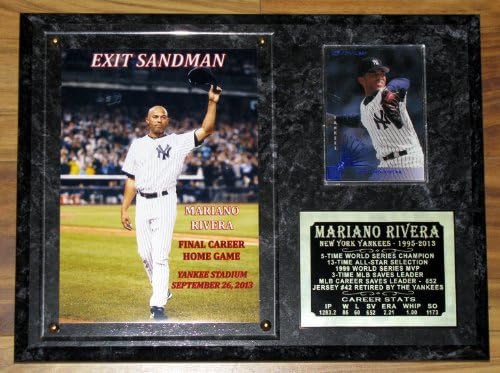 EXIT SANDMAN
MARIANO
RIVERA
FINAL CAREER
HOME GAME
YANKEE STADIUM
SEPTEMBER 26, 2013
MARIANO RIVERA
NEW YORK YANKEES - 1995-2013
5-TIME WORLD SERIES CHAMPION
13-TIME ALL-STAR SELECTION
1999 WORLD SERIES MVP
3-TIME MLB SAVES LEADER
MLB CAREER SAVES LEADER - 652
JERSEY #42 RETIRED BY THE YANKEES
CAREER STATS
IP W L SV ERA WHIP SO
1283.2 86 60 652 2.21 1.00 1173